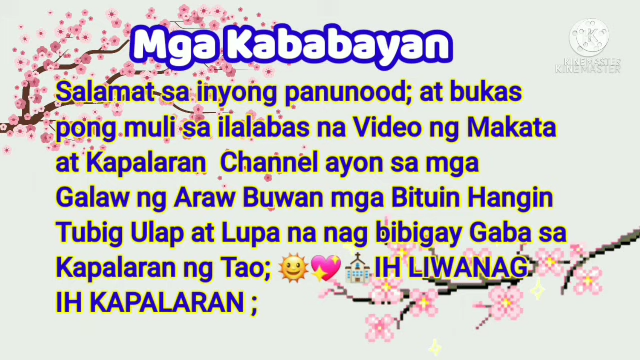 Mga Kababayan
K
KINEMASTER
KINEMASTER
Salamat sa inyong panunood; at bukas
pong muli sa ilalabas na Video ng Makata
at Kapalaran Channel ayon sa mga
Galaw ng Araw Buwan mga Bituin Hangin
Tubig Ulap at Lupa na nag bibigay Gaba sa
Kapalaran ng Tao; 🌞💖⛪IH LIWANAG.
IH KAPALARAN ;